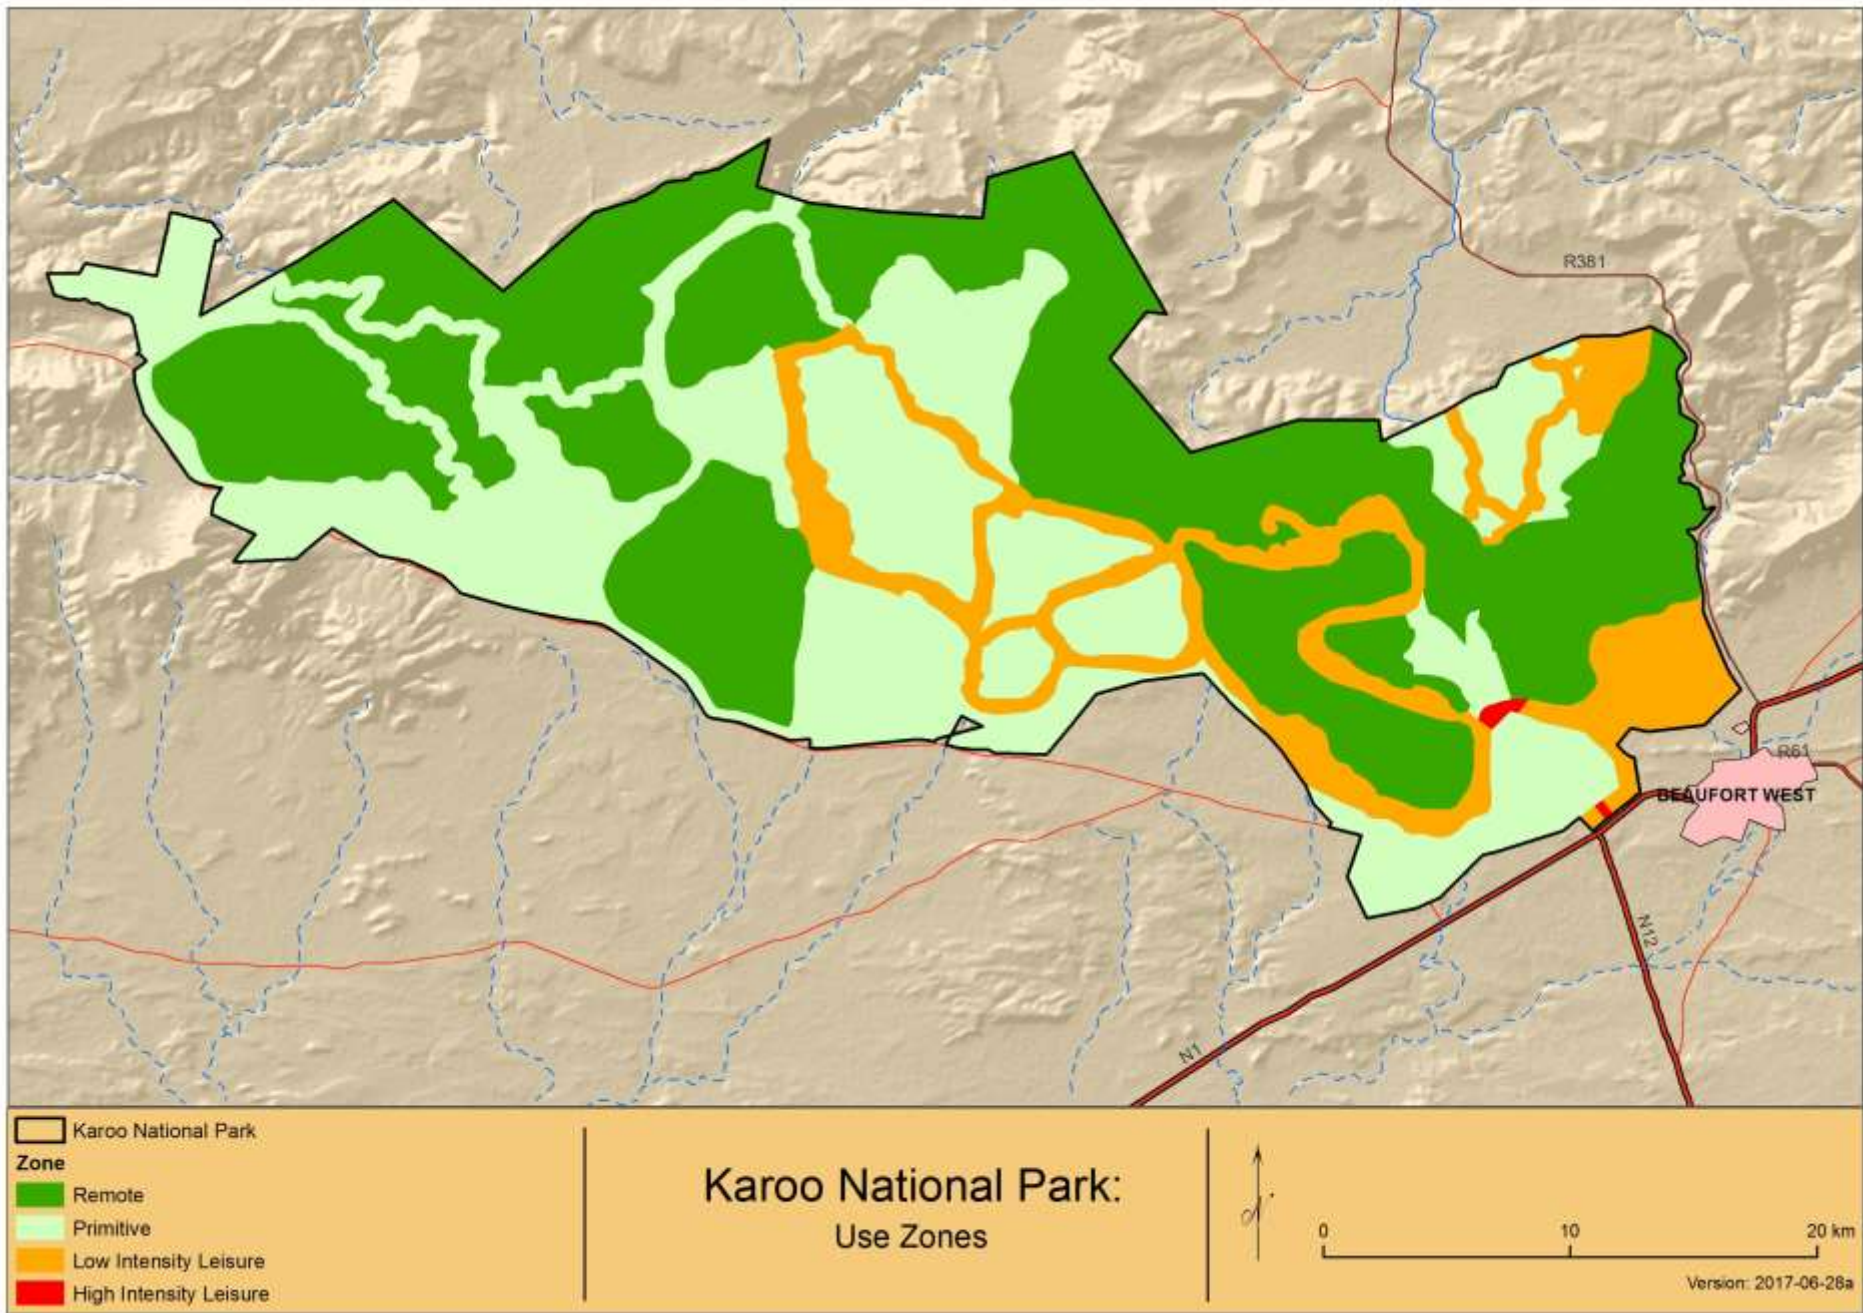 R381
R61
BEAUFORT WEST
N12
N1
Karoo National Park
Zone
Remote
Primitive
Low Intensity Leisure
High Intensity Leisure
Karoo National Park:
Use Zones
N
0 10 20 km
Version: 2017-06-28a